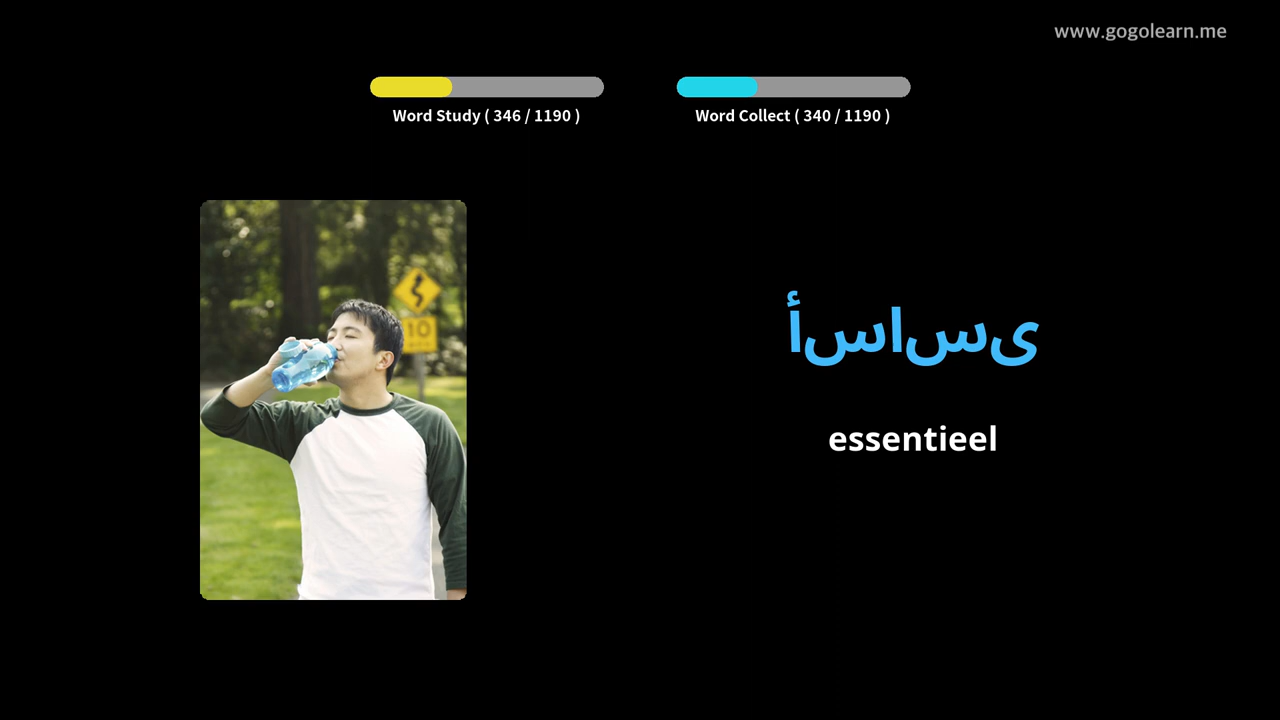 www.gogolearn.me
Word Study ( 346 / 1190 )
Word Collect ( 340 / 1190 )
10
أساسى
essentieel